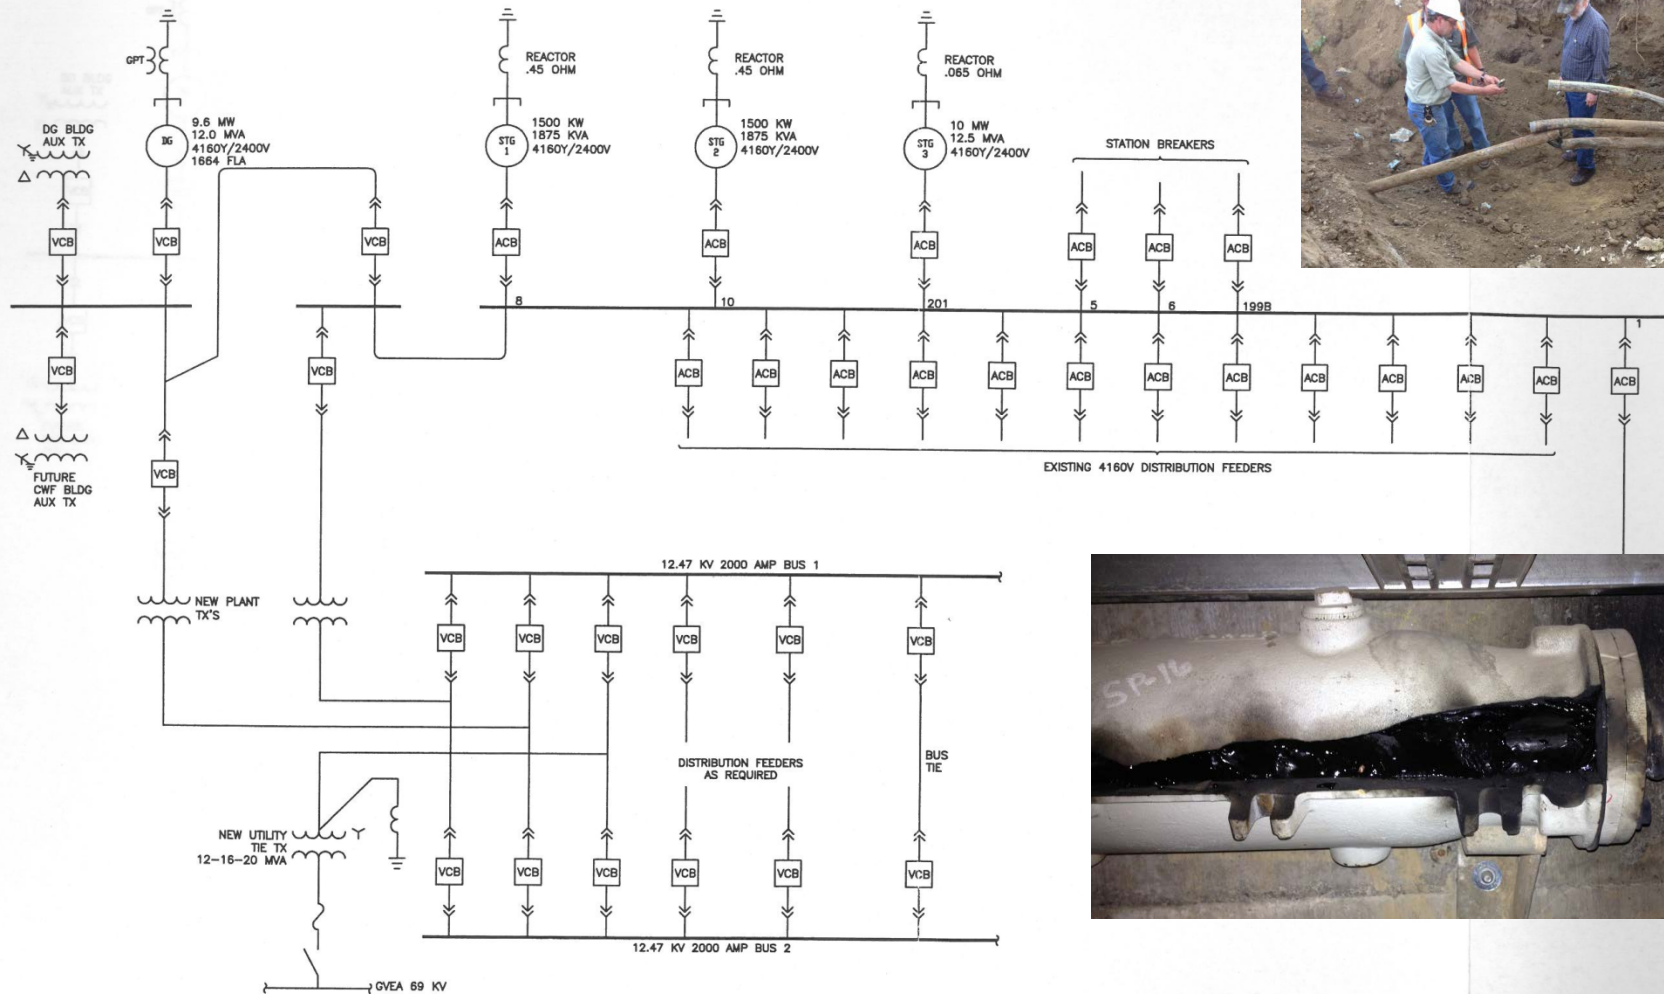 GPT
REACTOR
.45 OHM
REACTOR
.45 OHM
REACTOR
.065 OHM
DG BLDG
AUX TX
DG
9.6 MW
12.0 MVA
4160Y/2400V
1664 FLA
STG
1
1500 KW
1875 KVA
4160Y/2400V
STG
2
1500 KW
1875 KVA
4160Y/2400V
STG
3
10 MW
12.5 MVA
4160Y/2400V
STATION BREAKERS
VCB
VCB
VCB
ACB
ACB
ACB
ACB
ACB
ACB
8
10
201
5
6
199B
1
VCB
VCB
ACB
ACB
ACB
ACB
ACB
ACB
ACB
ACB
ACB
ACB
ACB
ACB
ACB
EXISTING 4160V DISTRIBUTION FEEDERS
FUTURE
CWF BLDG
AUX TX
VCB
NEW PLANT
TX'S
12.47 KV 2000 AMP BUS 1
VCB
VCB
VCB
VCB
VCB
VCB
DISTRIBUTION FEEDERS
AS REQUIRED
BUS
TIE
NEW UTILITY
TIE TX
12-16-20 MVA
VCB
VCB
VCB
VCB
VCB
VCB
12.47 KV 2000 AMP BUS 2
GVEA 69 KV
SP-16